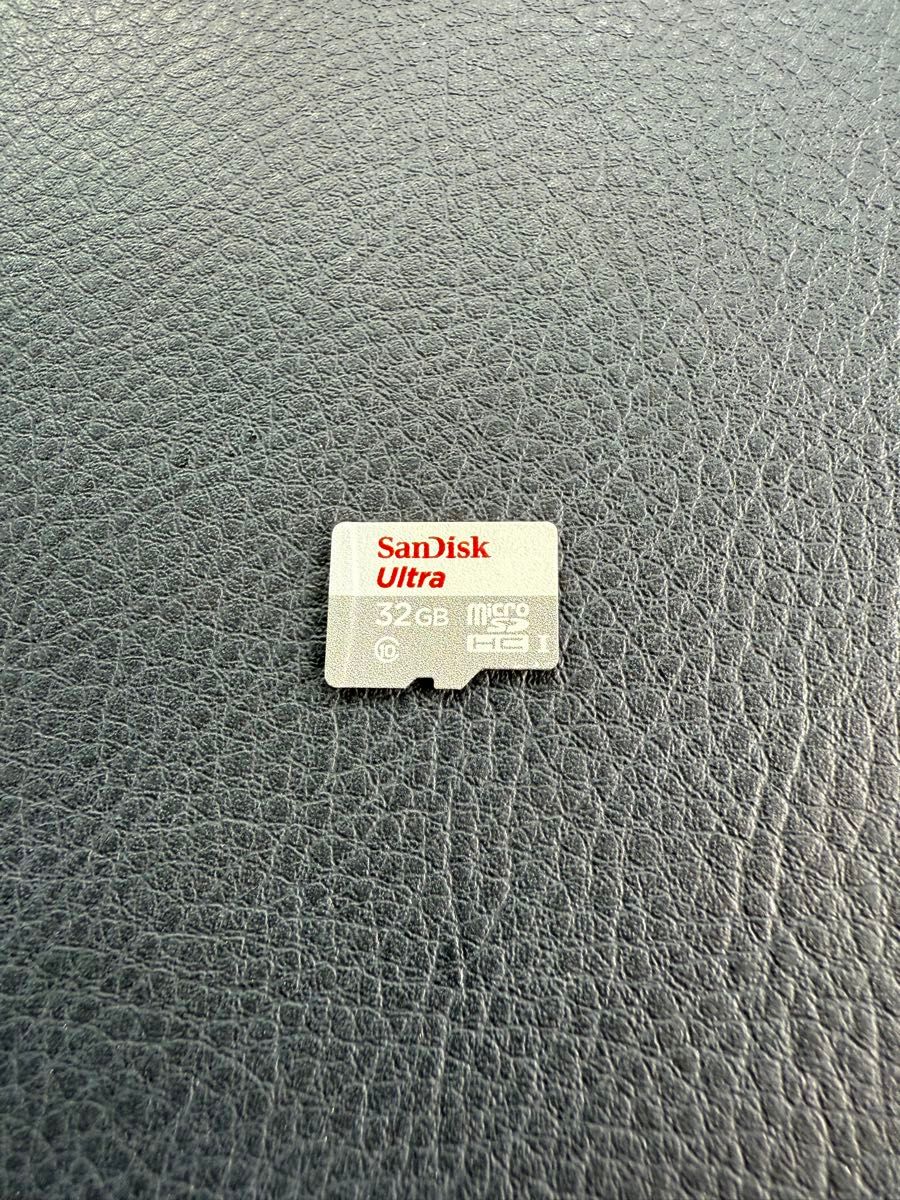 SanDisk
Ultra
32GB micro
SD
HC I
10